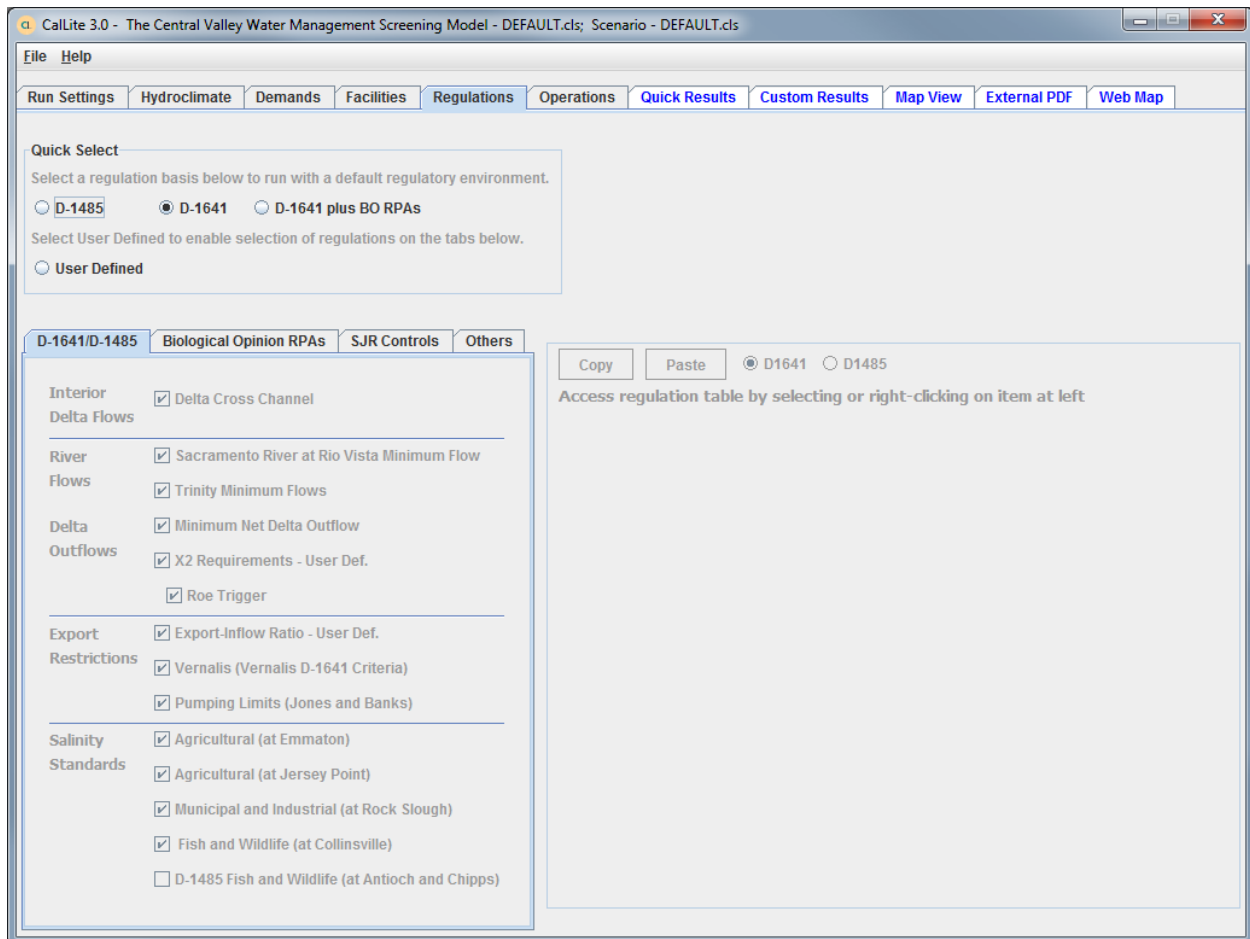 CL CalLite 3.0 - The Central Valley Water Management Screening Model - DEFAULT.cls; Scenario - DEFAULT.cls
File Help
Run Settings Hydroclimate Demands Facilities Regulations Operations Quick Results Custom Results Map View External PDF Web Map
Quick Select
Select a regulation basis below to run with a default regulatory environment.
D-1485 D-1641 D-1641 plus BO RPAs
Select User Defined to enable selection of regulations on the tabs below.
User Defined
D-1641/D-1485 Biological Opinion RPAs SJR Controls Others
Interior
Delta Flows
Delta Cross Channel
River
Flows
Sacramento River at Rio Vista Minimum Flow
Trinity Minimum Flows
Delta
Outflows
Minimum Net Delta Outflow
X2 Requirements - User Def.
Roe Trigger
Export
Restrictions
Export-Inflow Ratio - User Def.
Vernalis (Vernalis D-1641 Criteria)
Pumping Limits (Jones and Banks)
Salinity
Standards
Agricultural (at Emmaton)
Agricultural (at Jersey Point)
Municipal and Industrial (at Rock Slough)
Fish and Wildlife (at Collinsville)
D-1485 Fish and Wildlife (at Antioch and Chipps)
Copy Paste D1641 D1485
Access regulation table by selecting or right-clicking on item at left